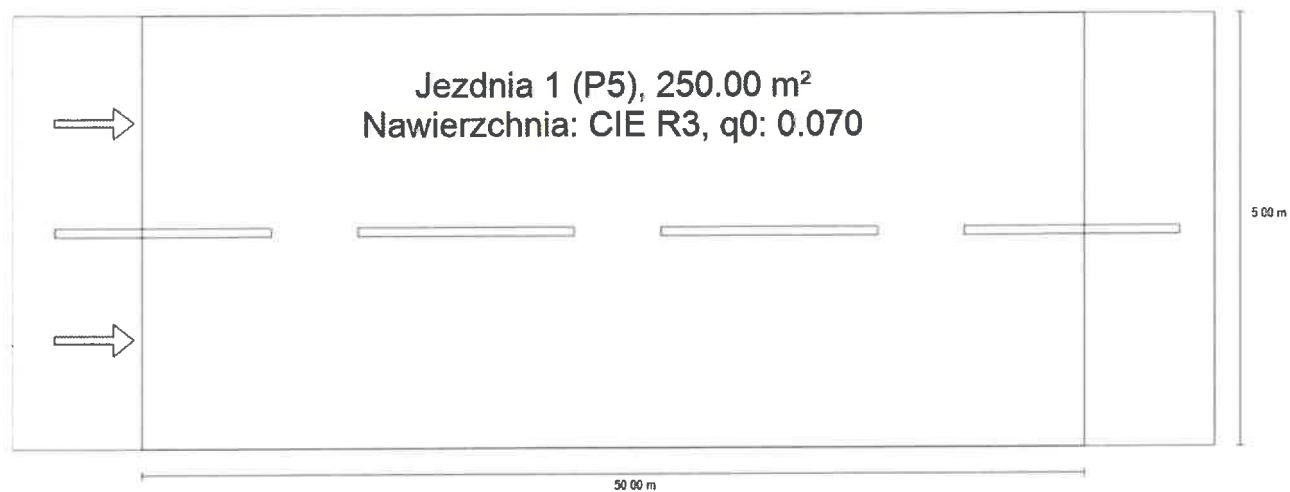 Jezdnia 1 (P5), 250.00 m²
Nawierzchnia: CIE R3, q0: 0.070
5 00 m
50 00 m